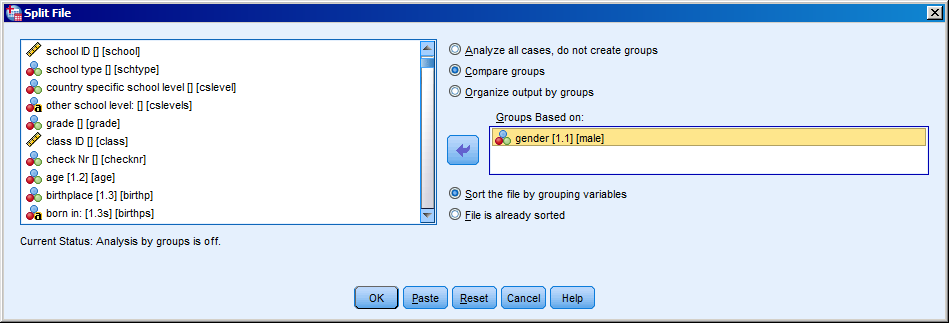 Split File
school ID [] [school]
school type [] [schtype]
country specific school level [] [cslevel]
other school level: [] [cslevels]
grade [] [grade]
class ID [] [class]
check Nr [] [checknr]
age [1.2] [age]
birthplace [1.3] [birthp]
born in: [1.3s] [birthps]
Analyze all cases, do not create groups
Compare groups
Organize output by groups
Groups Based on:
gender [1.1] [male]
Sort the file by grouping variables
File is already sorted
Current Status: Analysis by groups is off.
OK Paste Reset Cancel Help